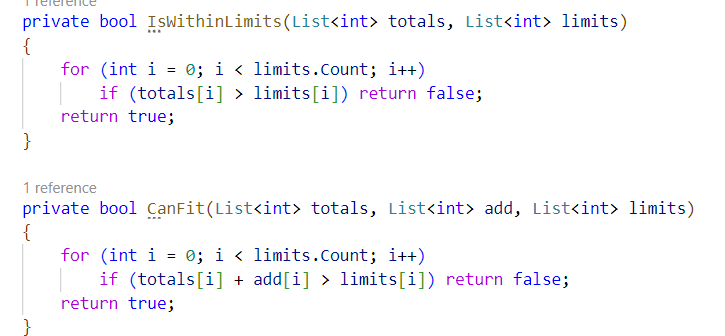 1 reference
private bool IsWithinLimits(List<int> totals, List<int> limits)
{
    for (int i = 0; i < limits.Count; i++)
        if (totals[i] > limits[i]) return false;
    return true;
}
1 reference
private bool CanFit(List<int> totals, List<int> add, List<int> limits)
{
    for (int i = 0; i < limits.Count; i++)
        if (totals[i] + add[i] > limits[i]) return false;
    return true;
}